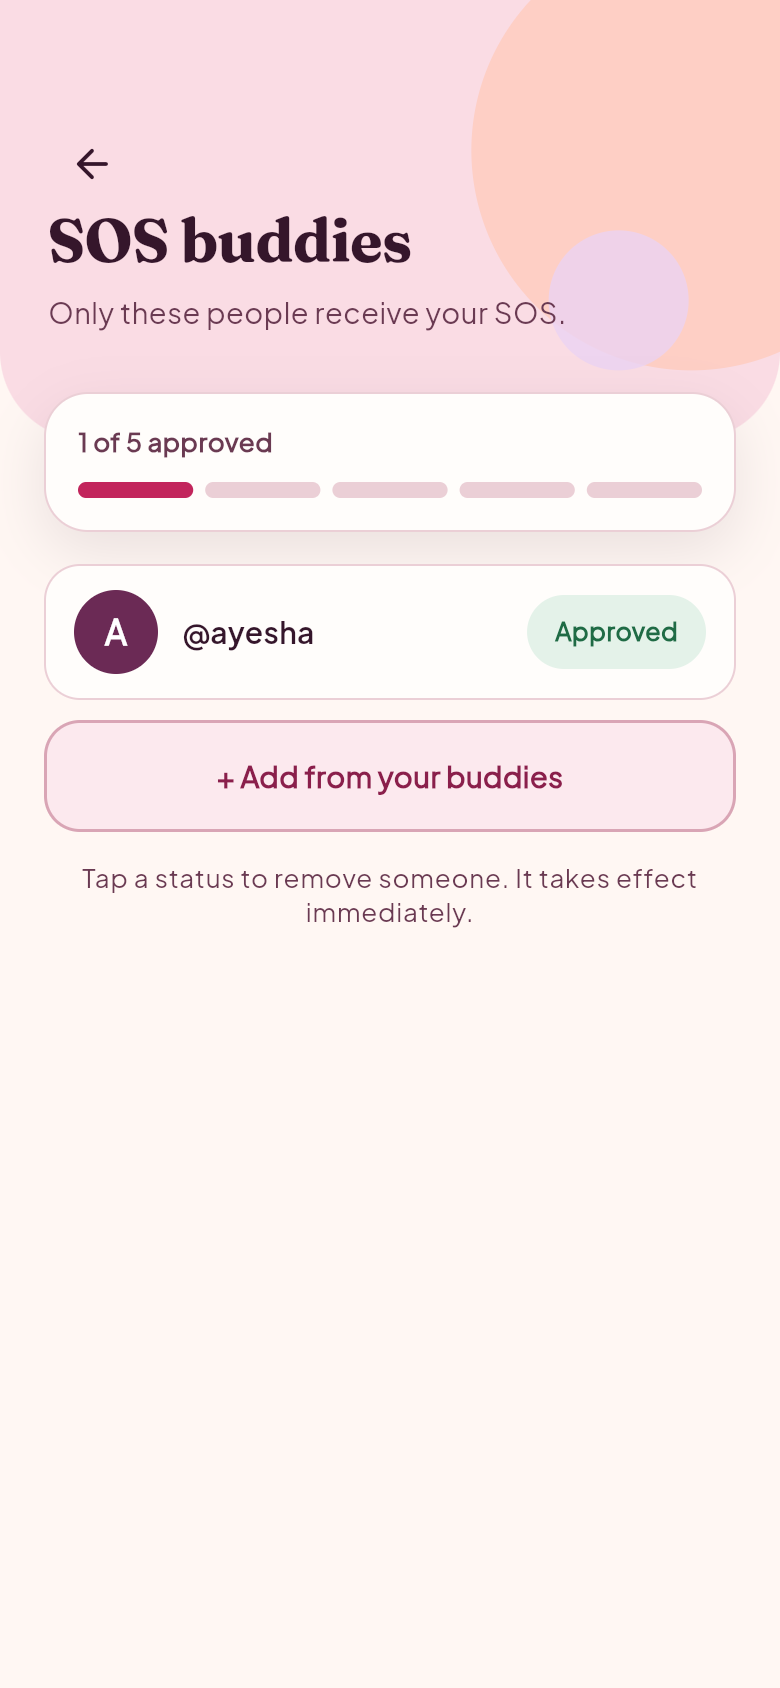 SOS buddies
Only these people receive your SOS.
1 of 5 approved
A
@ayesha
Approved
+ Add from your buddies
Tap a status to remove someone. It takes effect
immediately.